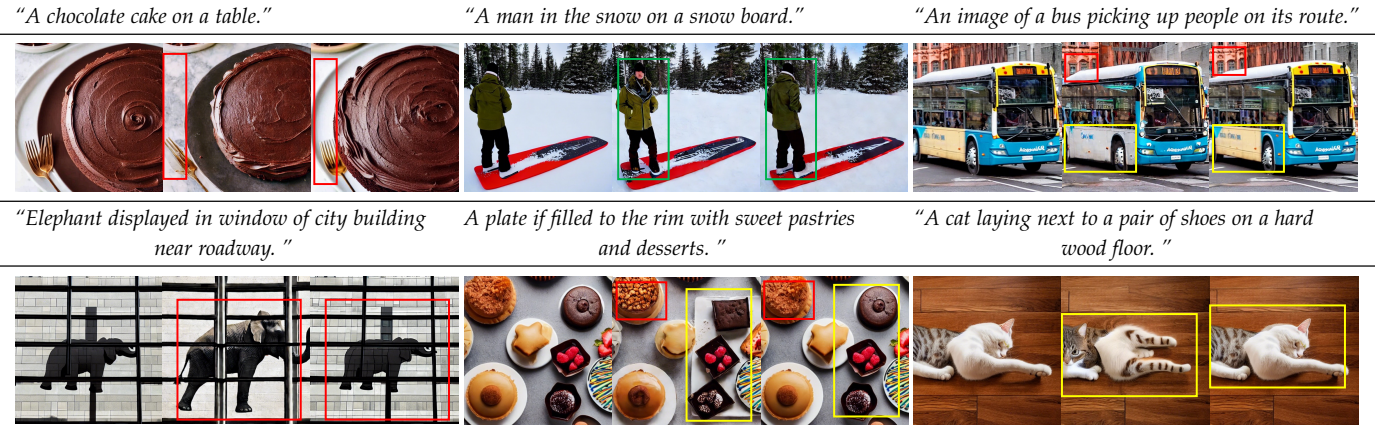 “A chocolate cake on a table.”
“A man in the snow on a snow board.”
“An image of a bus picking up people on its route.”
“Elephant displayed in window of city building
near roadway. ”
A plate if filled to the rim with sweet pastries
and desserts. ”
“A cat laying next to a pair of shoes on a hard
wood floor. ”